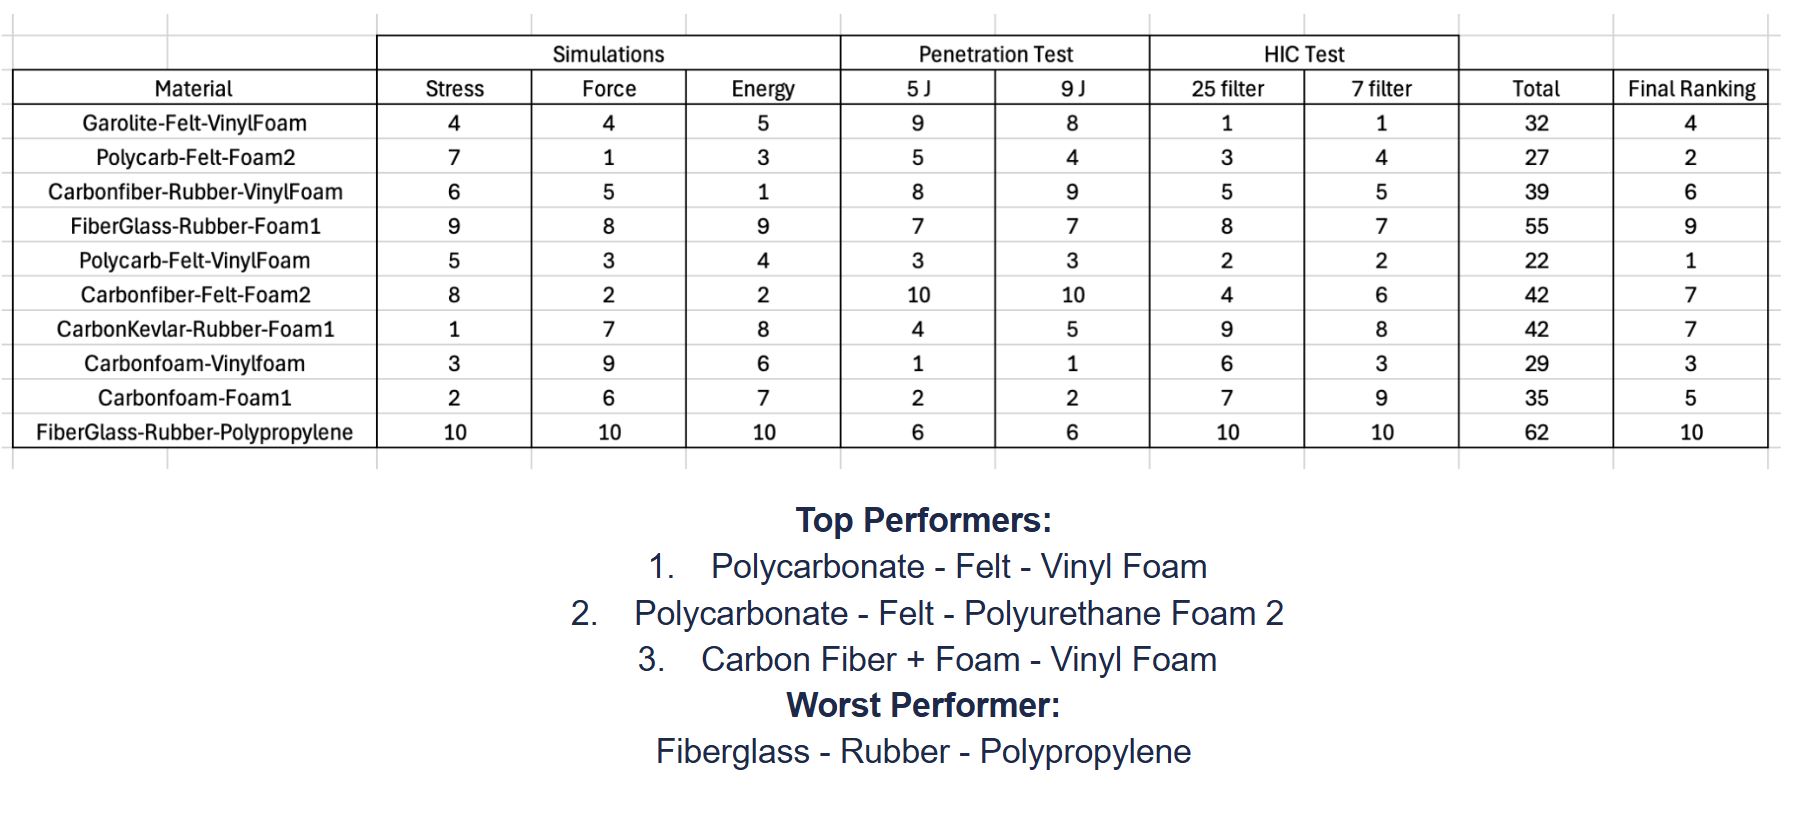 Simulations Penetration Test HIC Test
Material Stress Force Energy 5 J 9 J 25 filter 7 filter Total Final Ranking
Garolite-Felt-VinylFoam 4 4 5 9 8 1 1 32 4
Polycarb-Felt-Foam2 7 1 3 5 4 3 4 27 2
Carbonfiber-Rubber-VinylFoam 6 5 1 8 9 5 5 39 6
FiberGlass-Rubber-Foam1 9 8 9 7 7 8 7 55 9
Polycarb-Felt-VinylFoam 5 3 4 3 3 2 2 22 1
Carbonfiber-Felt-Foam2 8 2 2 10 10 4 6 42 7
CarbonKevlar-Rubber-Foam1 1 7 8 4 5 9 8 42 7
Carbonfoam-Vinylfoam 3 9 6 1 1 6 3 29 3
Carbonfoam-Foam1 2 6 7 2 2 7 9 35 5
FiberGlass-Rubber-Polypropylene 10 10 10 6 6 10 10 62 10
Top Performers:
1. Polycarbonate - Felt - Vinyl Foam
2. Polycarbonate - Felt - Polyurethane Foam 2
3. Carbon Fiber + Foam - Vinyl Foam
Worst Performer:
Fiberglass - Rubber - Polypropylene